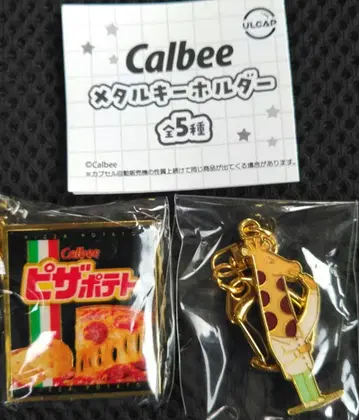 ULCAP
Calbee
メタルキーホルダー
全5種
©Calbee
※カプセル自動販売機の性質上続けて同じ商品が出てくる場合があります。
PIZZA POTATO
Calbee
ピザポテト